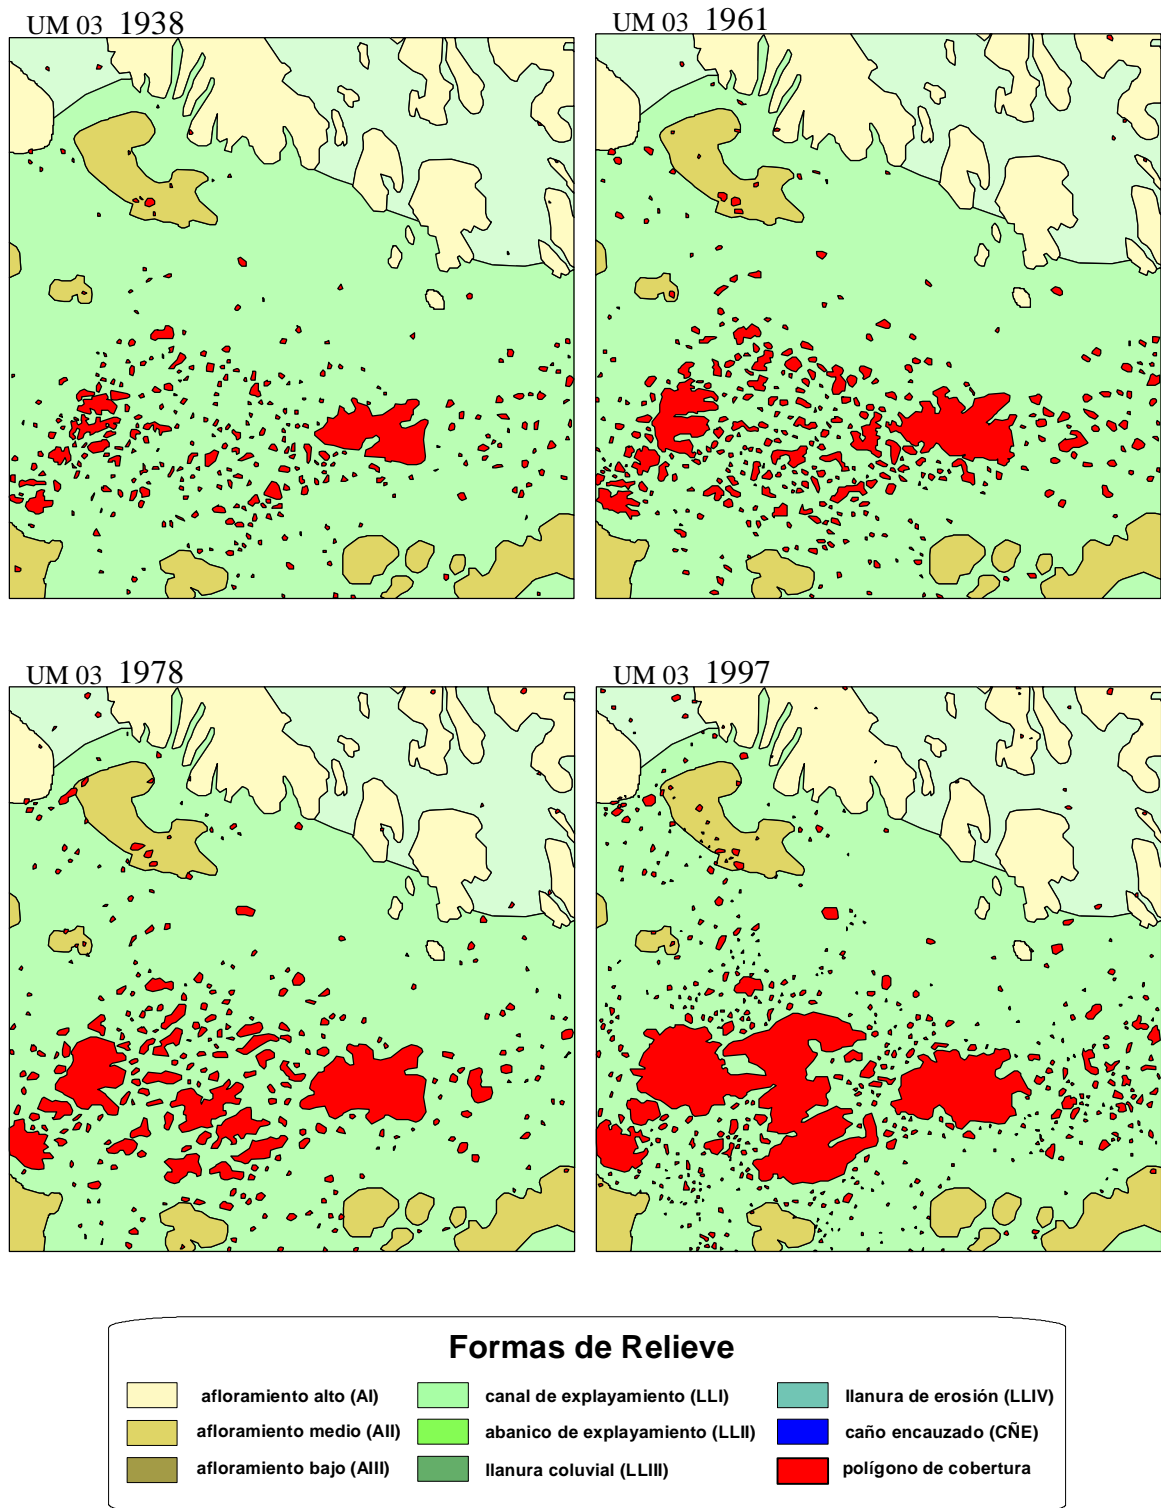 UM 03 1938
UM 03 1961
UM 03 1978
UM 03 1997
Formas de Relieve
afloramiento alto (AI)
canal de explayamiento (LLI)
llanura de erosión (LLIV)
afloramiento medio (AII)
abanico de explayamiento (LLII)
caño encauzado (CÑE)
afloramiento bajo (AIII)
llanura coluvial (LLIII)
polígono de cobertura